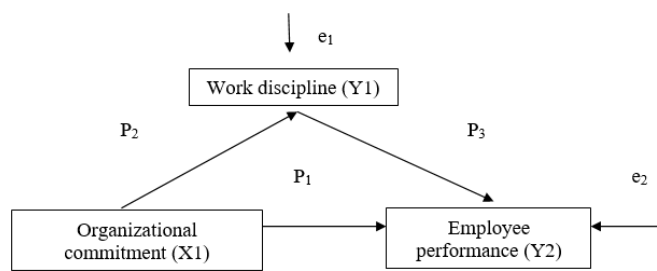 e₁
Work discipline (Y1)
P₂
P₃
P₁
e₂
Organizational
commitment (X1)
Employee
performance (Y2)